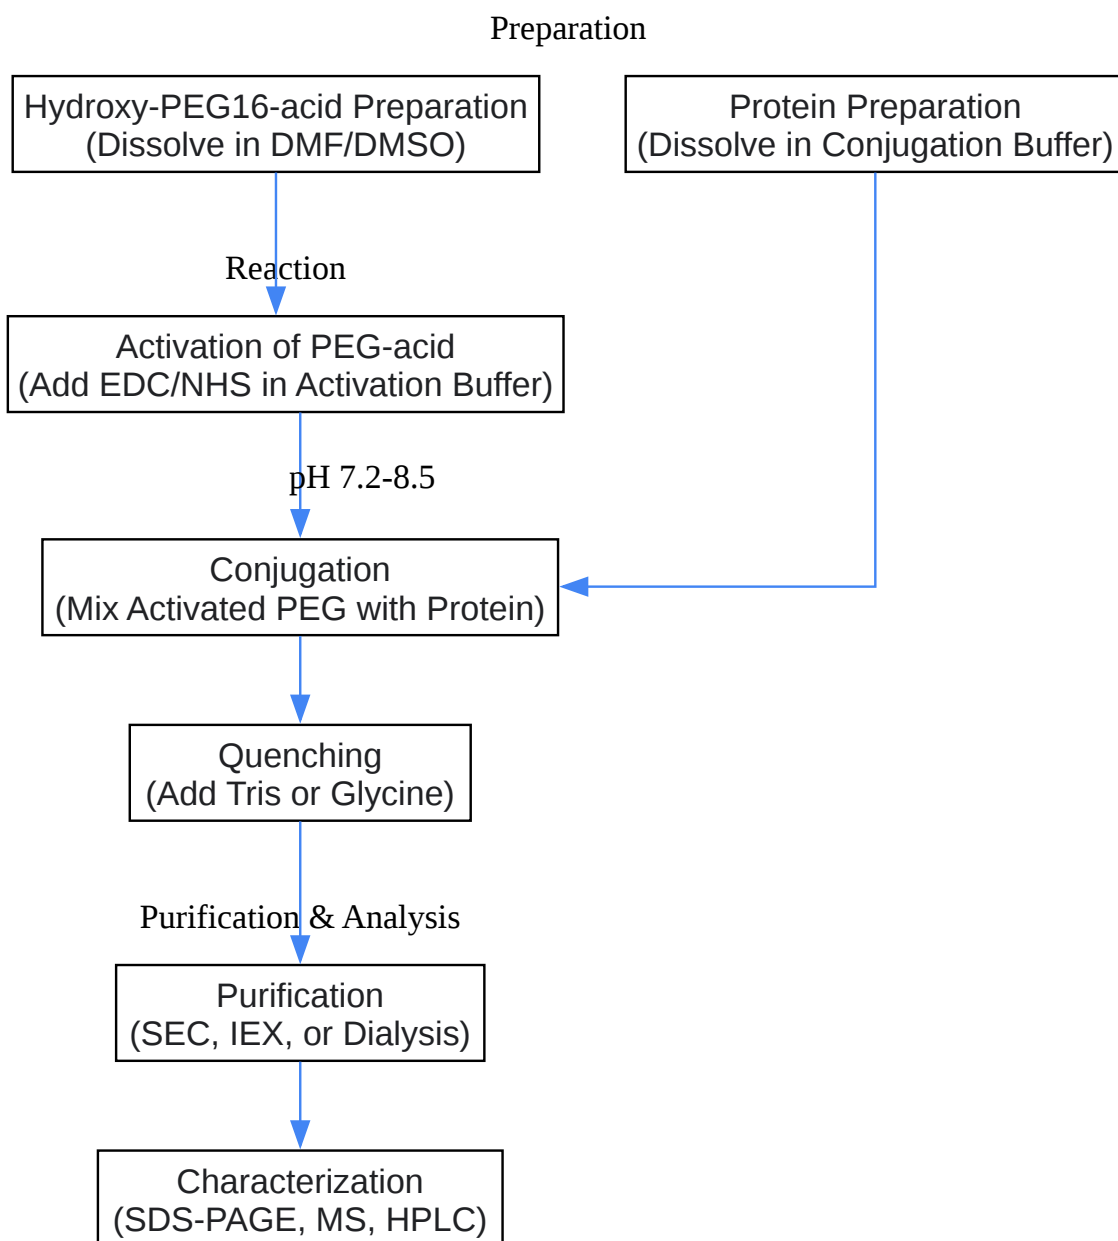 Preparation
Hydroxy-PEG16-acid Preparation
(Dissolve in DMF/DMSO)
Protein Preparation
(Dissolve in Conjugation Buffer)
Reaction
Activation of PEG-acid
(Add EDC/NHS in Activation Buffer)
pH 7.2-8.5
Conjugation
(Mix Activated PEG with Protein)
Quenching
(Add Tris or Glycine)
Purification & Analysis
Purification
(SEC, IEX, or Dialysis)
Characterization
(SDS-PAGE, MS, HPLC)